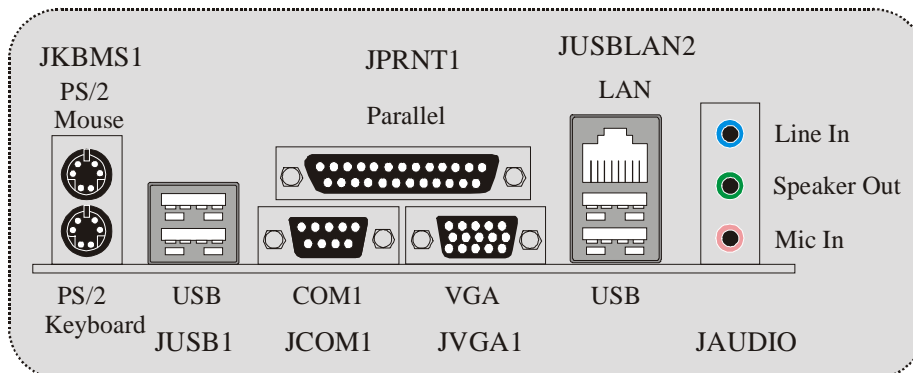 JKBMS1
PS/2
Mouse
JPRNT1
Parallel
JUSBLAN2
LAN
Line In
Speaker Out
Mic In
PS/2
Keyboard
USB
JUSB1
COM1
JCOM1
VGA
JVGA1
USB
JAUDIO